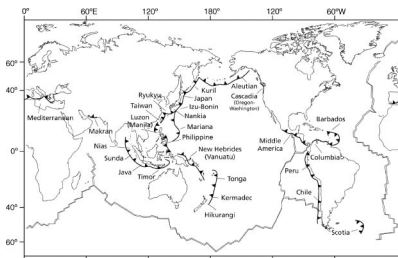 0° 60°E 120° 180° 60°W
60°
40°
0°
40°
60°
Mediterranean
Makran
Nias
Sunda
Java
Timor
Ryukyu
Taiwan
Luzon
(Manila)
Kuril
Japan
Izu-Bonin
Nankia
Mariana
Philippine
New Hebrides
(Vanuatu)
Tonga
Kermadec
Hikurangi
Aleutian
Cascadia
(Oregon-
Washington)
Middle
America
Barbados
Columbia
Peru
Chile
Scotia